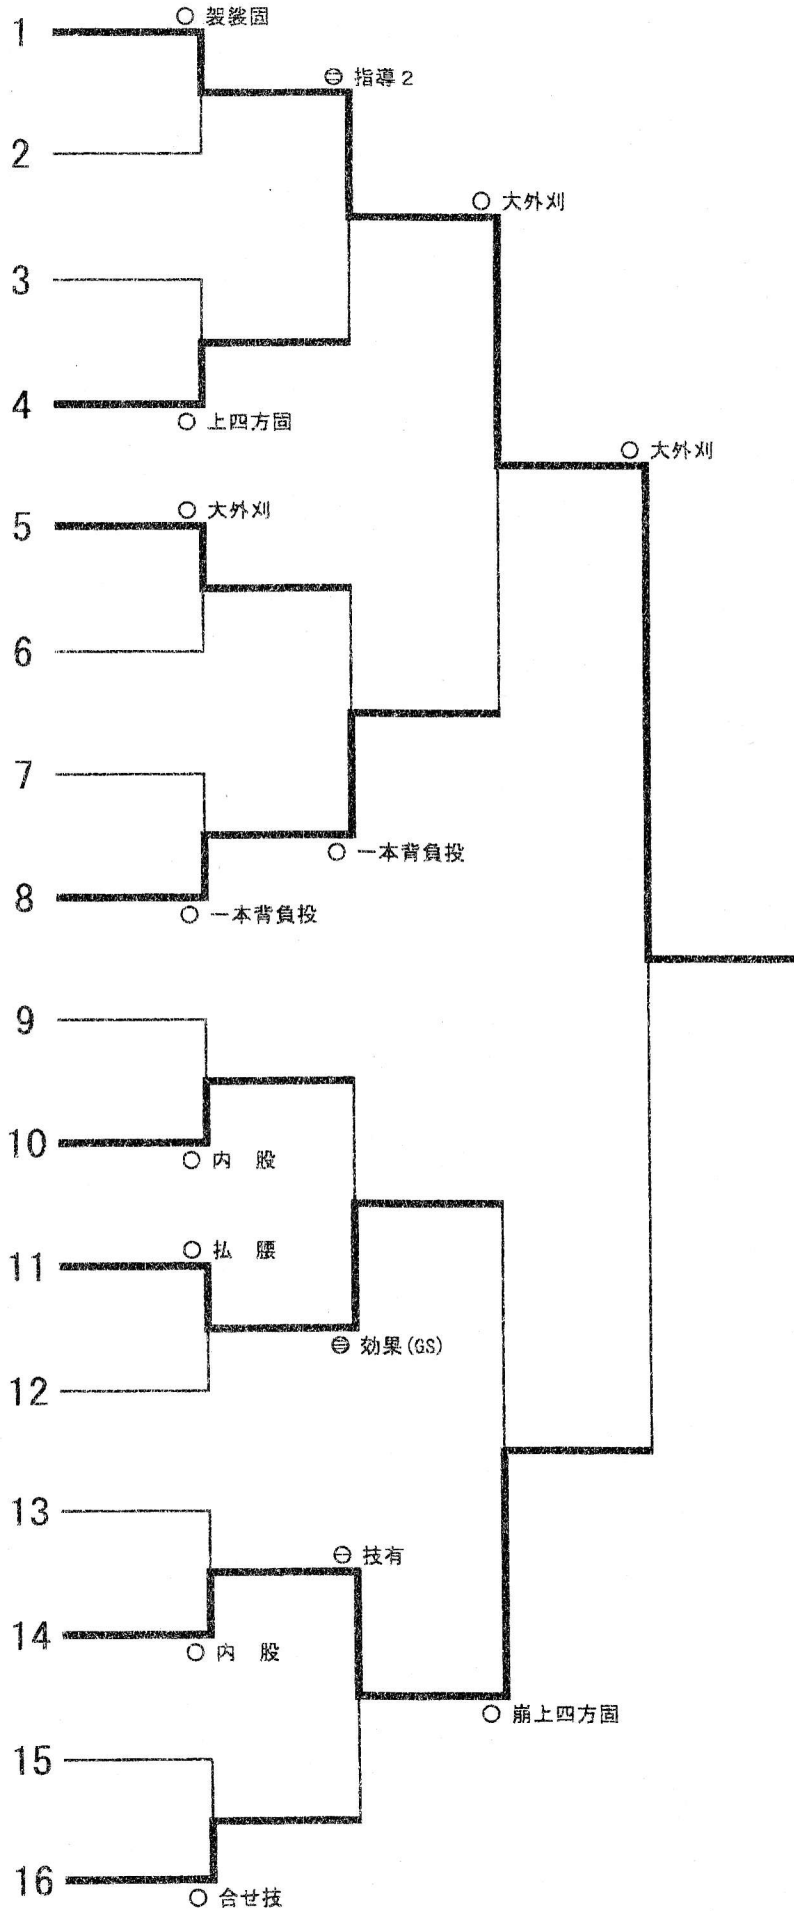 1
○ 袈裟固
⊖ 指導2
2
○ 大外刈
3
4
○ 上四方固
○ 大外刈
5
○ 大外刈
6
7
○ 一本背負投
8
○ 一本背負投
9
10
○ 内 股
11
○ 払 腰
効果(GS)
12
13
⊖ 技有
14
○ 内 股
○ 崩上四方固
15
16
○ 合せ技